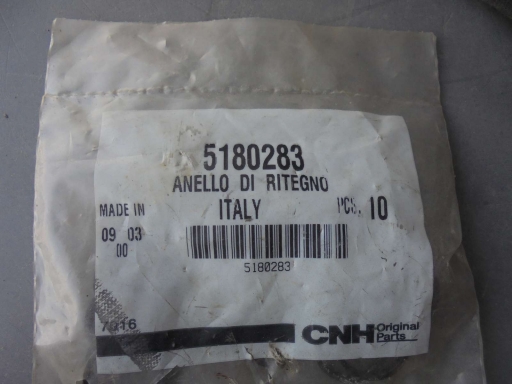 5180283
ANELLO DI RITEGNO
MADE IN ITALY PCS. 10
09 03
00
5180283
7016
CNH Original Parts